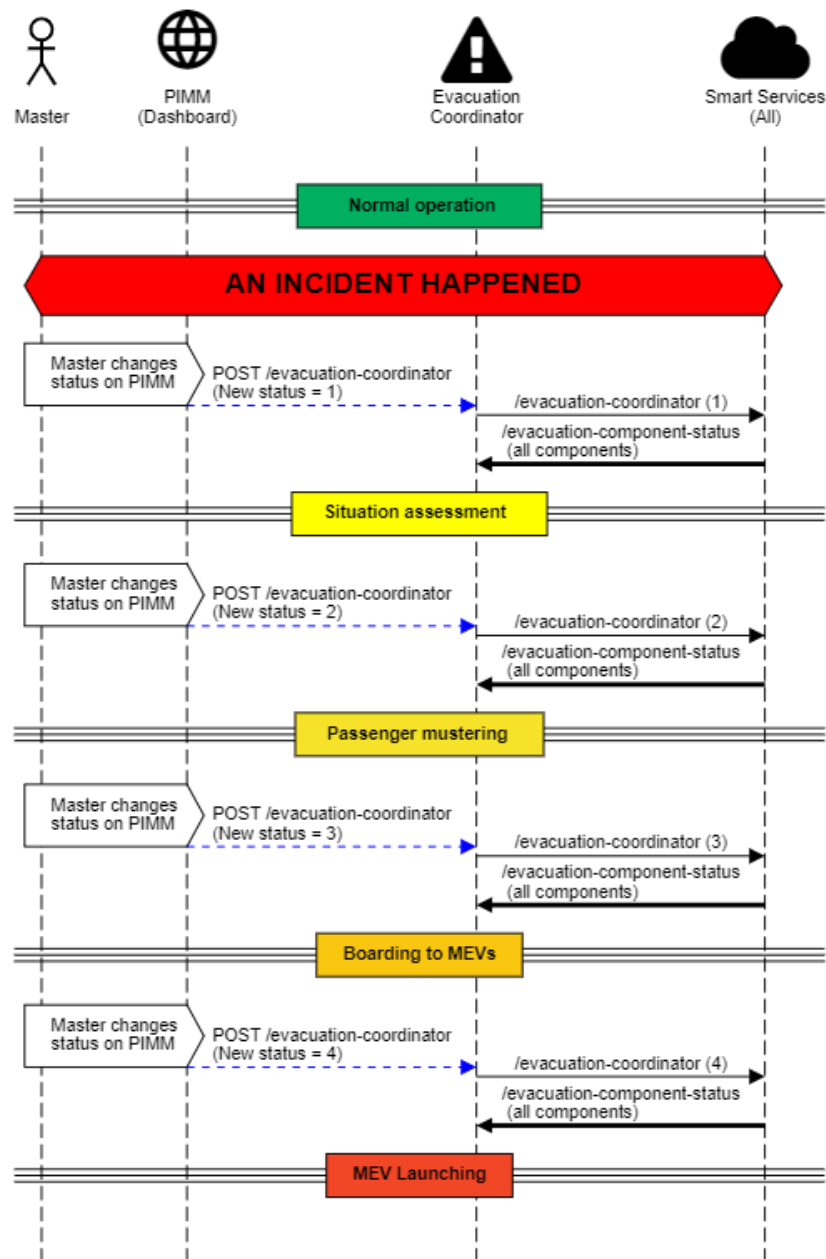 Master
PIMM
(Dashboard)
Evacuation
Coordinator
Smart Services
(All)
Normal operation
AN INCIDENT HAPPENED
Master changes
status on PIMM
POST /evacuation-coordinator
(New status = 1)
/evacuation-coordinator (1)
/evacuation-component-status
(all components)
Situation assessment
Master changes
status on PIMM
POST /evacuation-coordinator
(New status = 2)
/evacuation-coordinator (2)
/evacuation-component-status
(all components)
Passenger mustering
Master changes
status on PIMM
POST /evacuation-coordinator
(New status = 3)
/evacuation-coordinator (3)
/evacuation-component-status
(all components)
Boarding to MEVs
Master changes
status on PIMM
POST /evacuation-coordinator
(New status = 4)
/evacuation-coordinator (4)
/evacuation-component-status
(all components)
MEV Launching